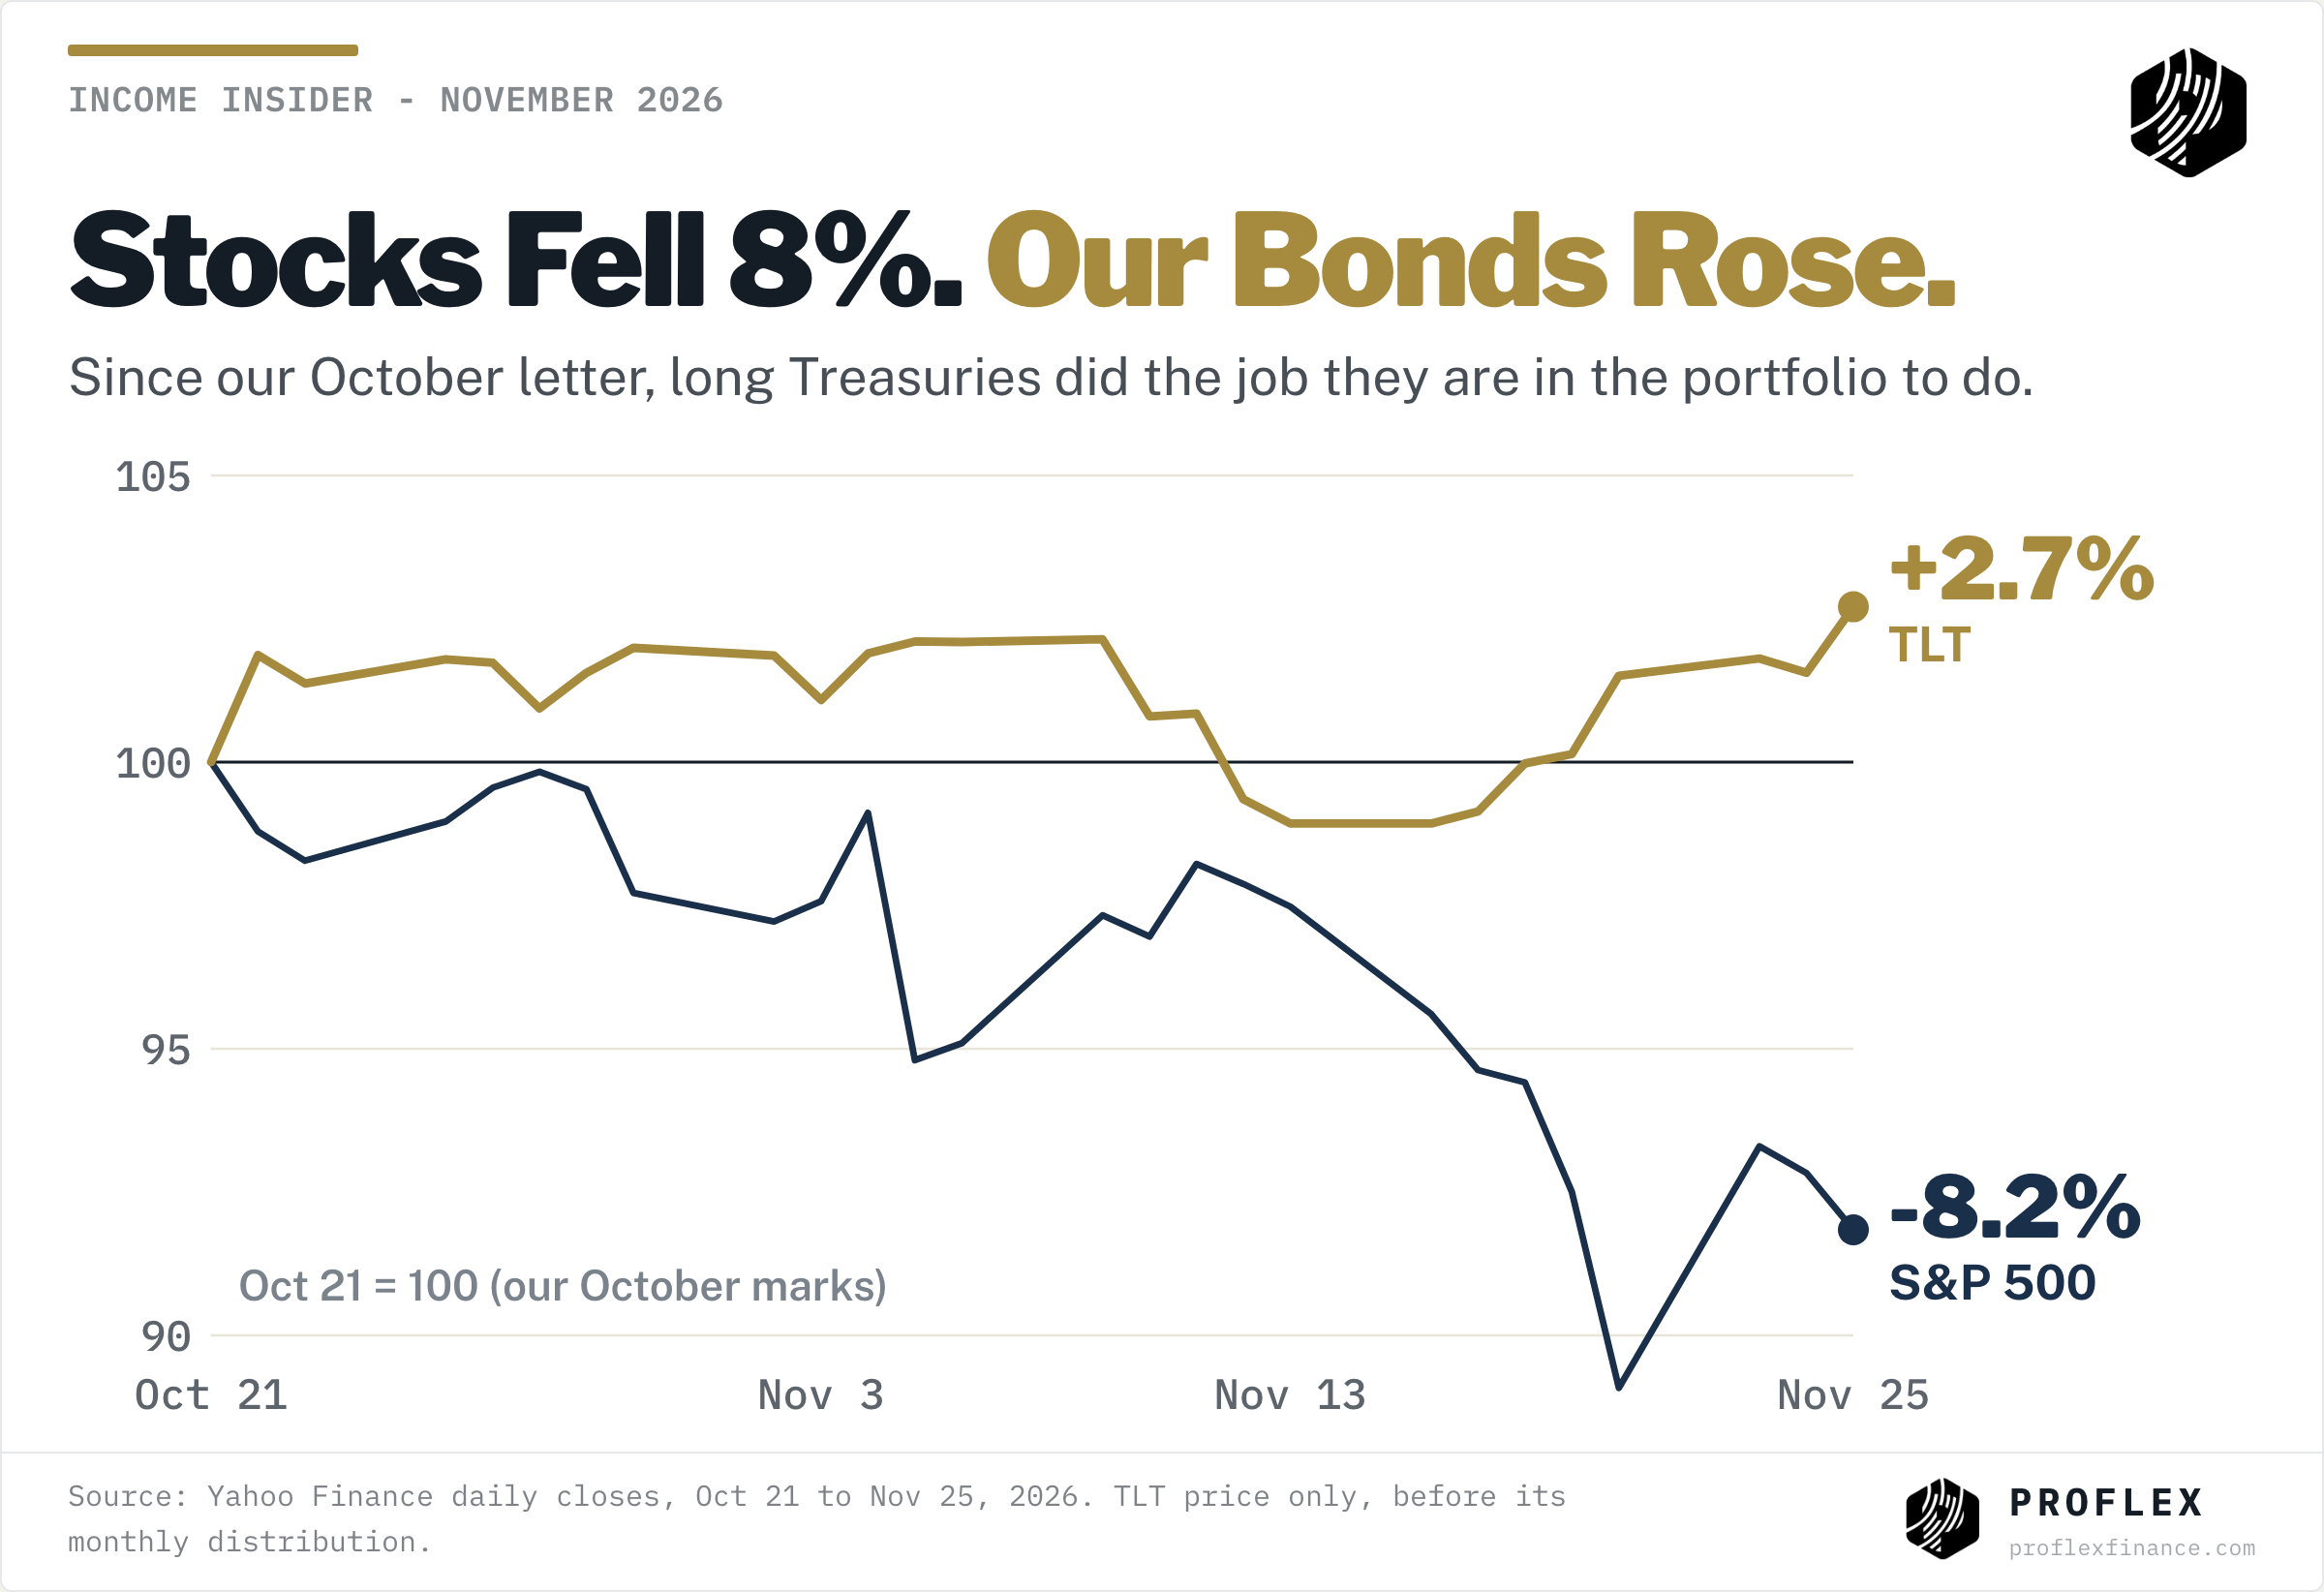 INCOME INSIDER - NOVEMBER 2026
Stocks Fell 8%. Our Bonds Rose.
Since our October letter, long Treasuries did the job they are in the portfolio to do.
105
+2.7%
TLT
100
95
-8.2%
S&P 500
Oct 21 = 100 (our October marks)
90
Oct 21
Nov 3
Nov 13
Nov 25
Source: Yahoo Finance daily closes, Oct 21 to Nov 25, 2026. TLT price only, before its
monthly distribution.
PROFLEX
proflexfinance.com